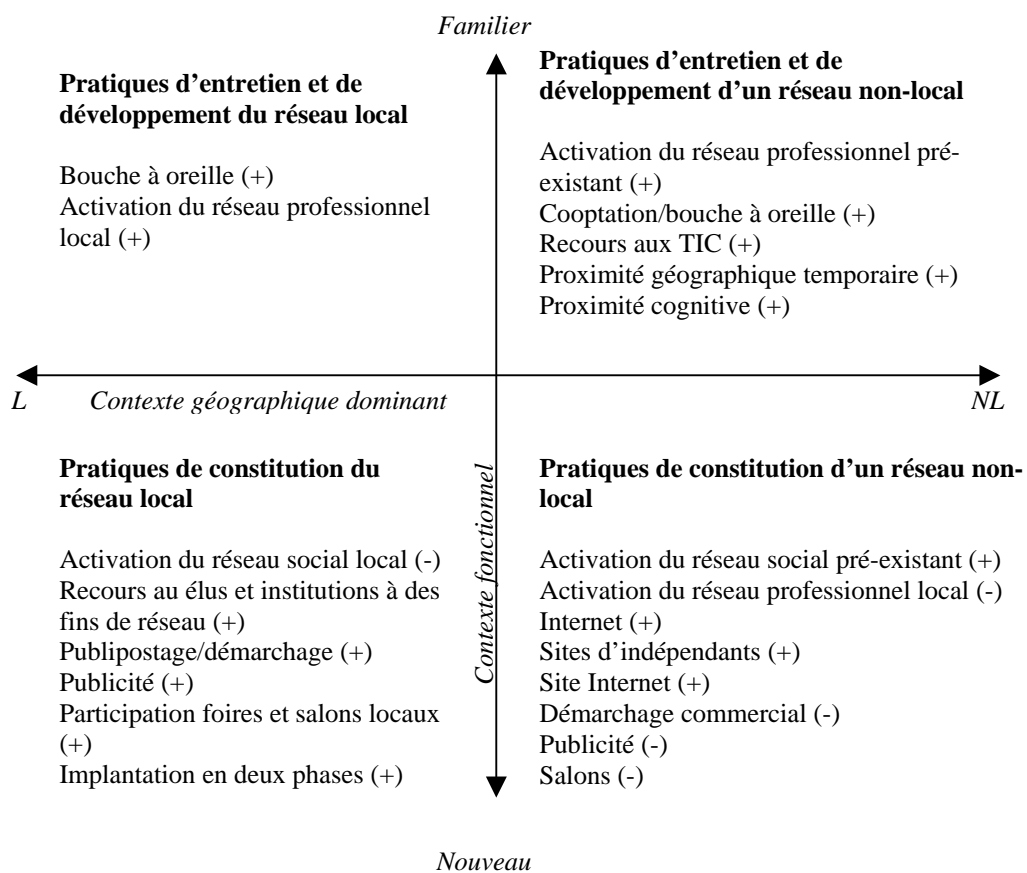 Familier
Pratiques d'entretien et de
développement du réseau local
Bouche à oreille (+)
Activation du réseau professionnel
local (+)
Pratiques d'entretien et de
développement d'un réseau non-local
Activation du réseau professionnel pré-
existant (+)
Cooptation/bouche à oreille (+)
Recours aux TIC (+)
Proximité géographique temporaire (+)
Proximité cognitive (+)
L
Contexte géographique dominant
NL
Pratiques de constitution du
réseau local
Activation du réseau social local (-)
Recours au élus et institutions à des
fins de réseau (+)
Publipostage/démarchage (+)
Publicité (+)
Participation foires et salons locaux
(+)
Implantation en deux phases (+)
Contexte fonctionnel
Pratiques de constitution d'un réseau non-
local
Activation du réseau social pré-existant (+)
Activation du réseau professionnel local (-)
Internet (+)
Sites d'indépendants (+)
Site Internet (+)
Démarchage commercial (-)
Publicité (-)
Salons (-)
Nouveau